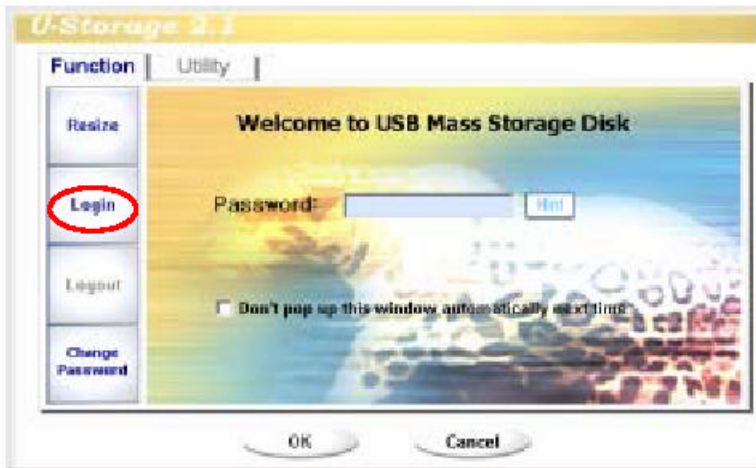 U-Storage 2.1
Function | Utility |
Resize
Welcome to USB Mass Storage Disk
Login
Password:
Hint
Logout
Don't pop up this window automatically next time
Change
Password
OK Cancel